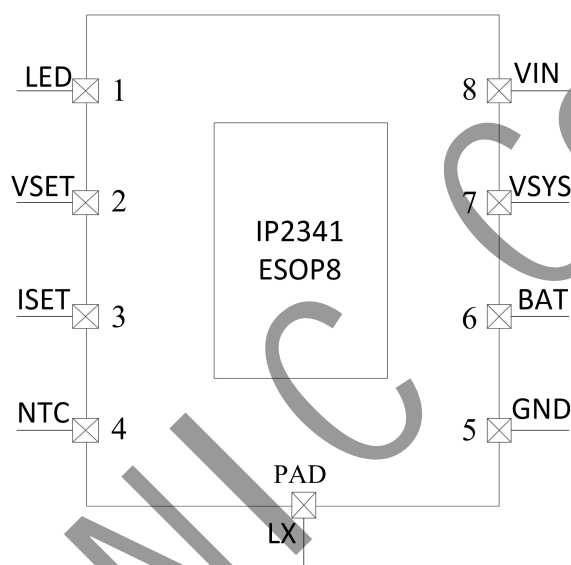 LED 1 8 VIN
VSET 2 7 VSYS
IP2341
ESOP8
ISET 3 6 BAT
NTC 4 5 GND
PAD
LX